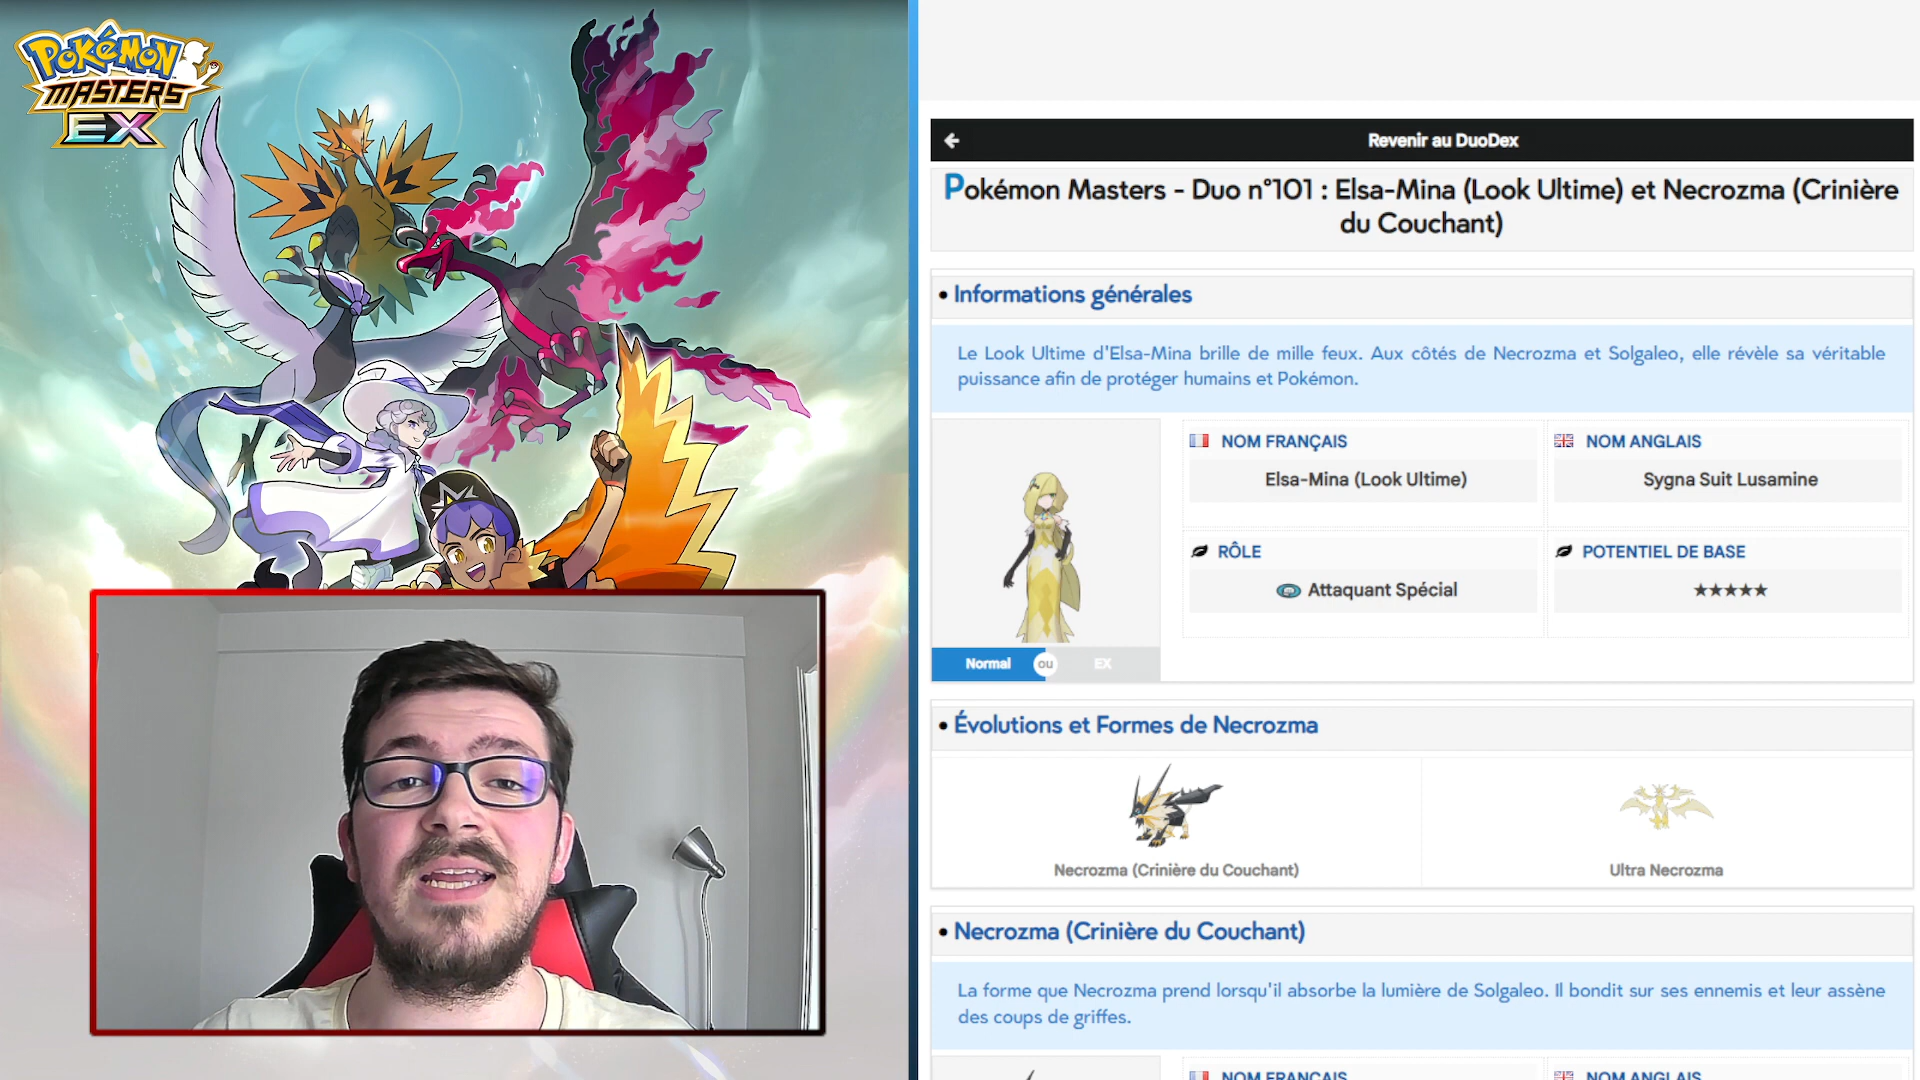 POKÉMON
MASTERS
EX
Revenir au DuoDex
Pokémon Masters - Duo n°101 : Elsa-Mina (Look Ultime) et Necrozma (Crinière
du Couchant)
• Informations générales
Le Look Ultime d'Elsa-Mina brille de mille feux. Aux côtés de Necrozma et Solgaleo, elle révèle sa véritable
puissance afin de protéger humains et Pokémon.
NOM FRANÇAIS
Elsa-Mina (Look Ultime)
NOM ANGLAIS
Sygna Suit Lusamine
RÔLE
Attaquant Spécial
POTENTIEL DE BASE
★★★★★
Normal ou EX
• Évolutions et Formes de Necrozma
Necrozma (Crinière du Couchant)
Ultra Necrozma
• Necrozma (Crinière du Couchant)
La forme que Necrozma prend lorsqu'il absorbe la lumière de Solgaleo. Il bondit sur ses ennemis et leur assène
des coups de griffes.
NOM FRANÇAIS
NOM ANGLAIS